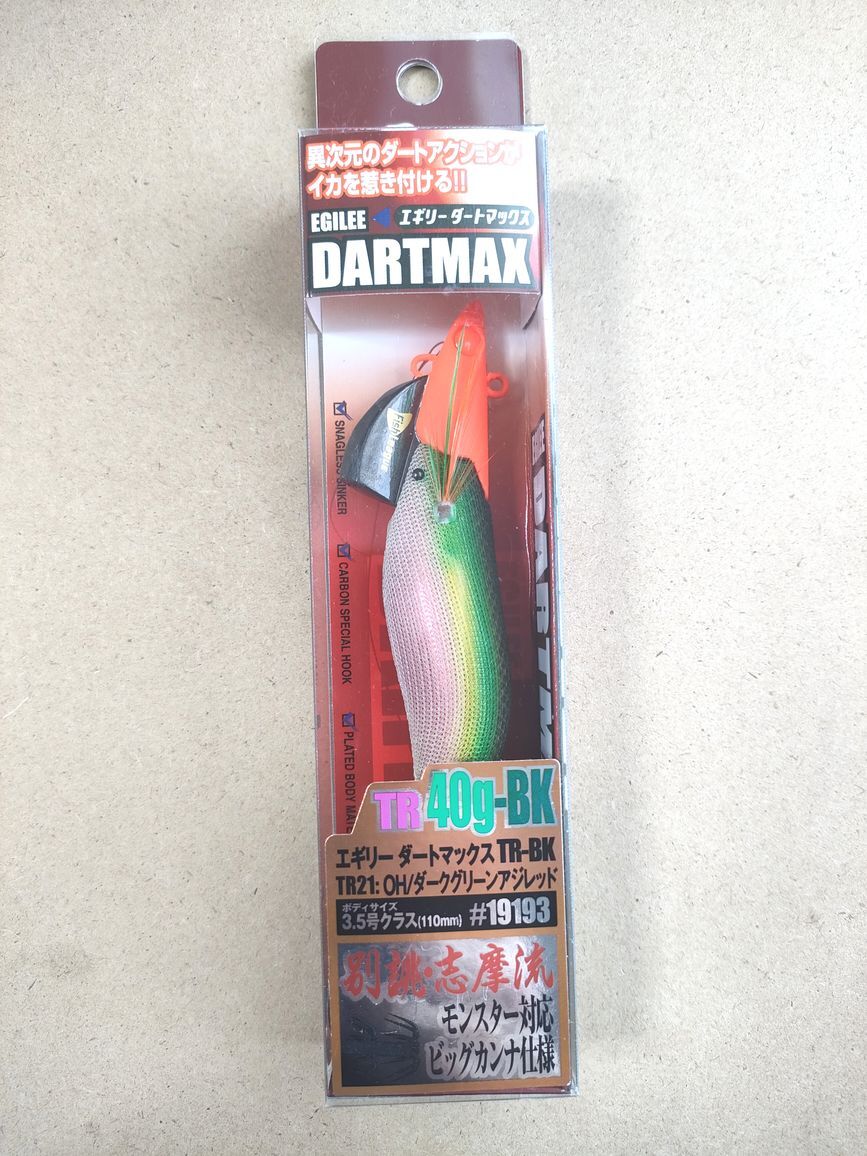 異次元のダートアクションが
イカを惹き付ける!!
EGILEE
エギリー ダートマックス
DARTMAX
SNAGLESS SINKER
CARBON SPECIAL HOOK
PLATED BODY MATE
TR 40g-BK
エギリー ダートマックス TR-BK
TR21: OH/ダークグリーンアジレッド
ボディサイズ
3.5号クラス(110mm) #19193
別誂・志摩流
モンスター対応
ビッグカンナ仕様